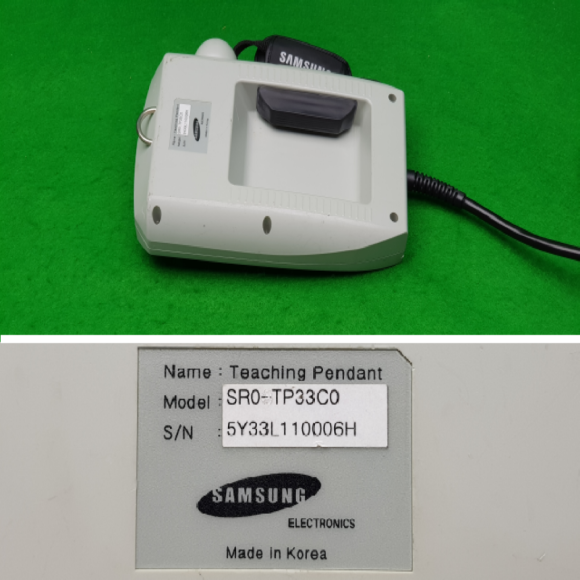 SAMSUNG
Name : Teaching Pendant
Model : SR0-TP33C0
S/N : 5Y33L110006H
SAMSUNG
ELECTRONICS
Made in Korea